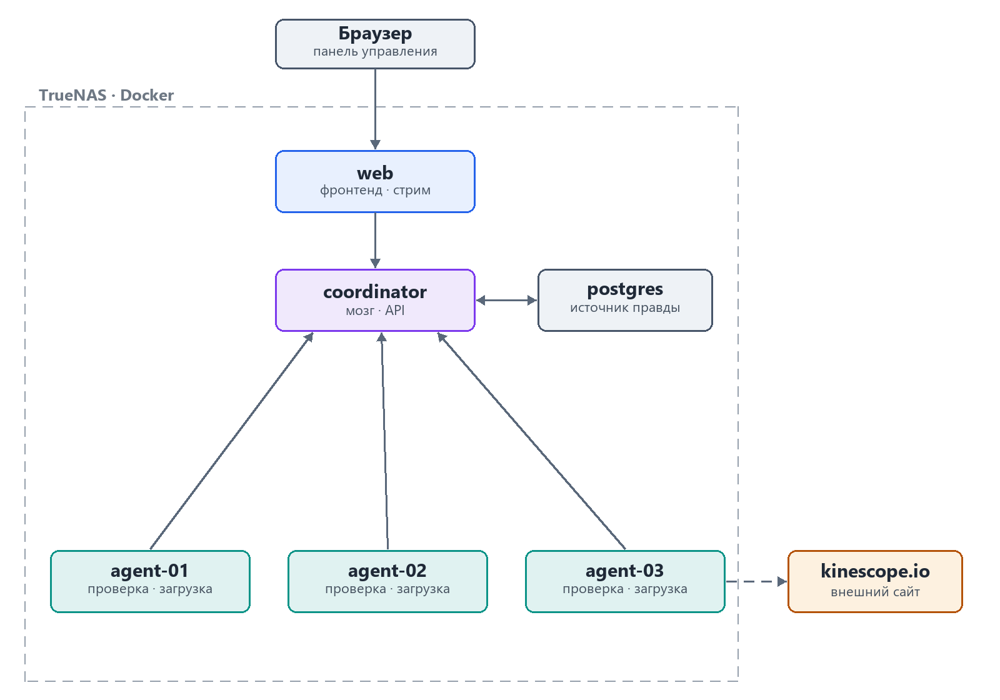 Браузер
панель управления
TrueNAS · Docker
web
фронтенд · стрим
coordinator
мозг · API
postgres
источник правды
agent-01
проверка · загрузка
agent-02
проверка · загрузка
agent-03
проверка · загрузка
kinescope.io
внешний сайт